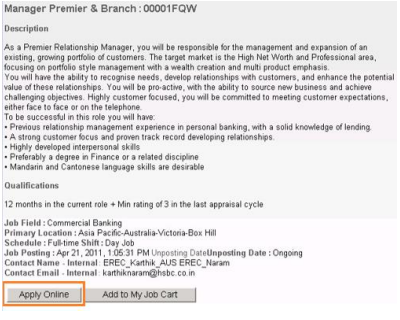 Manager Premier & Branch : 00001FQW
Description
As a Premier Relationship Manager, you will be responsible for the management and expansion of an
existing, growing portfolio of customers. The target market is the High Net Worth and Professional area,
focusing on portfolio style management with a wealth creation and multi product emphasis.
You will have the ability to recognise needs, develop relationships with customers, and enhance the potential
value of these relationships. You will be pro-active, with the ability to source new business and achieve
challenging objectives. Highly customer focused, you will be committed to meeting customer expectations,
either face to face or on the telephone.
To be successful in this role you will have:
• Previous relationship management experience in personal banking, with a solid knowledge of lending.
• A strong customer focus and proven track record developing relationships.
• Highly developed interpersonal skills
• Preferably a degree in Finance or a related discipline
• Mandarin and Cantonese language skills are desirable
Qualifications
12 months in the current role + Min rating of 3 in the last appraisal cycle
Job Field : Commercial Banking
Primary Location : Asia Pacific-Australia-Victoria-Box Hill
Schedule : Full-time Shift : Day Job
Job Posting : Apr 21, 2011, 1:05:31 PM Unposting DateUnposting Date : Ongoing
Contact Name - Internal : EREC_Karthik_AUS EREC_Naram
Contact Email - Internal : karthiknaram@hsbc.co.in
Apply Online Add to My Job Cart